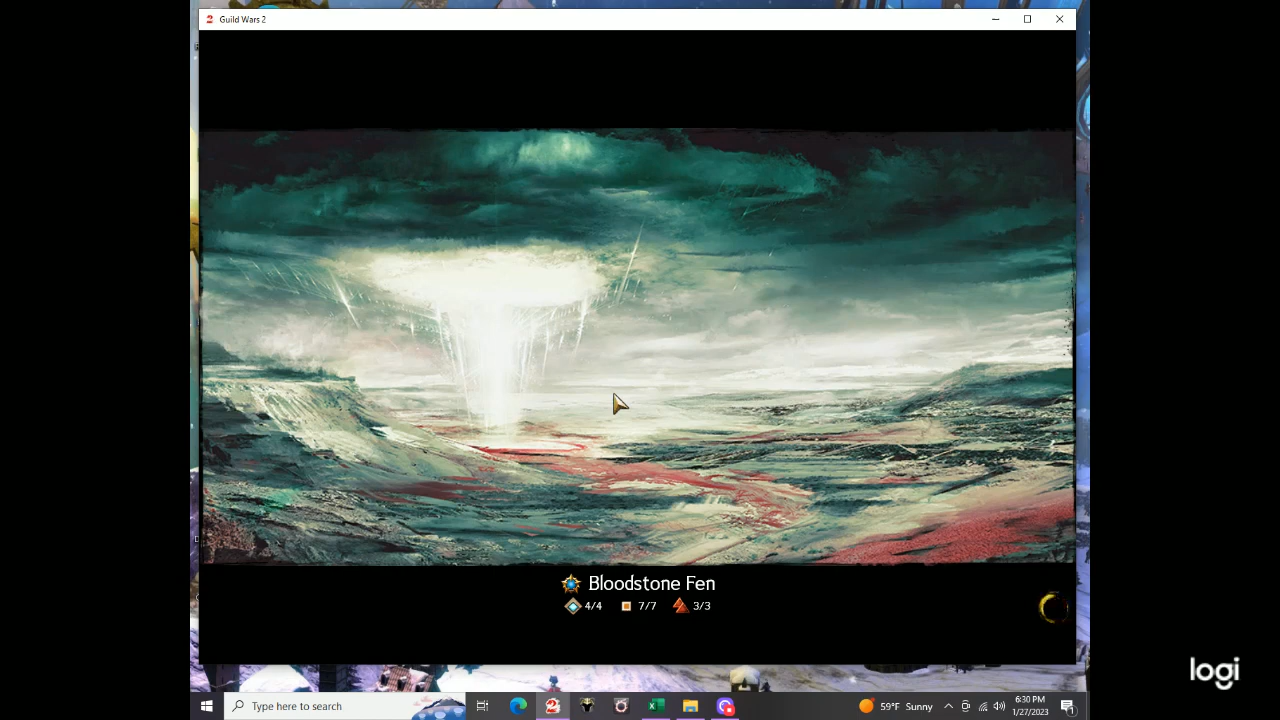 Guild Wars 2
Bloodstone Fen
4/4 7/7 3/3
logi
Type here to search
59°F Sunny
6:30 PM
1/27/2023
1